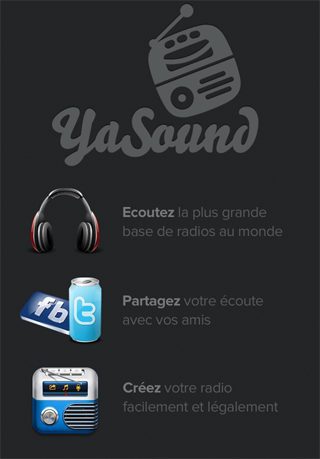 YaSound
Ecoutez la plus grande
base de radios au monde
fb
t
Partagez votre écoute
avec vos amis
Créez votre radio
facilement et légalement